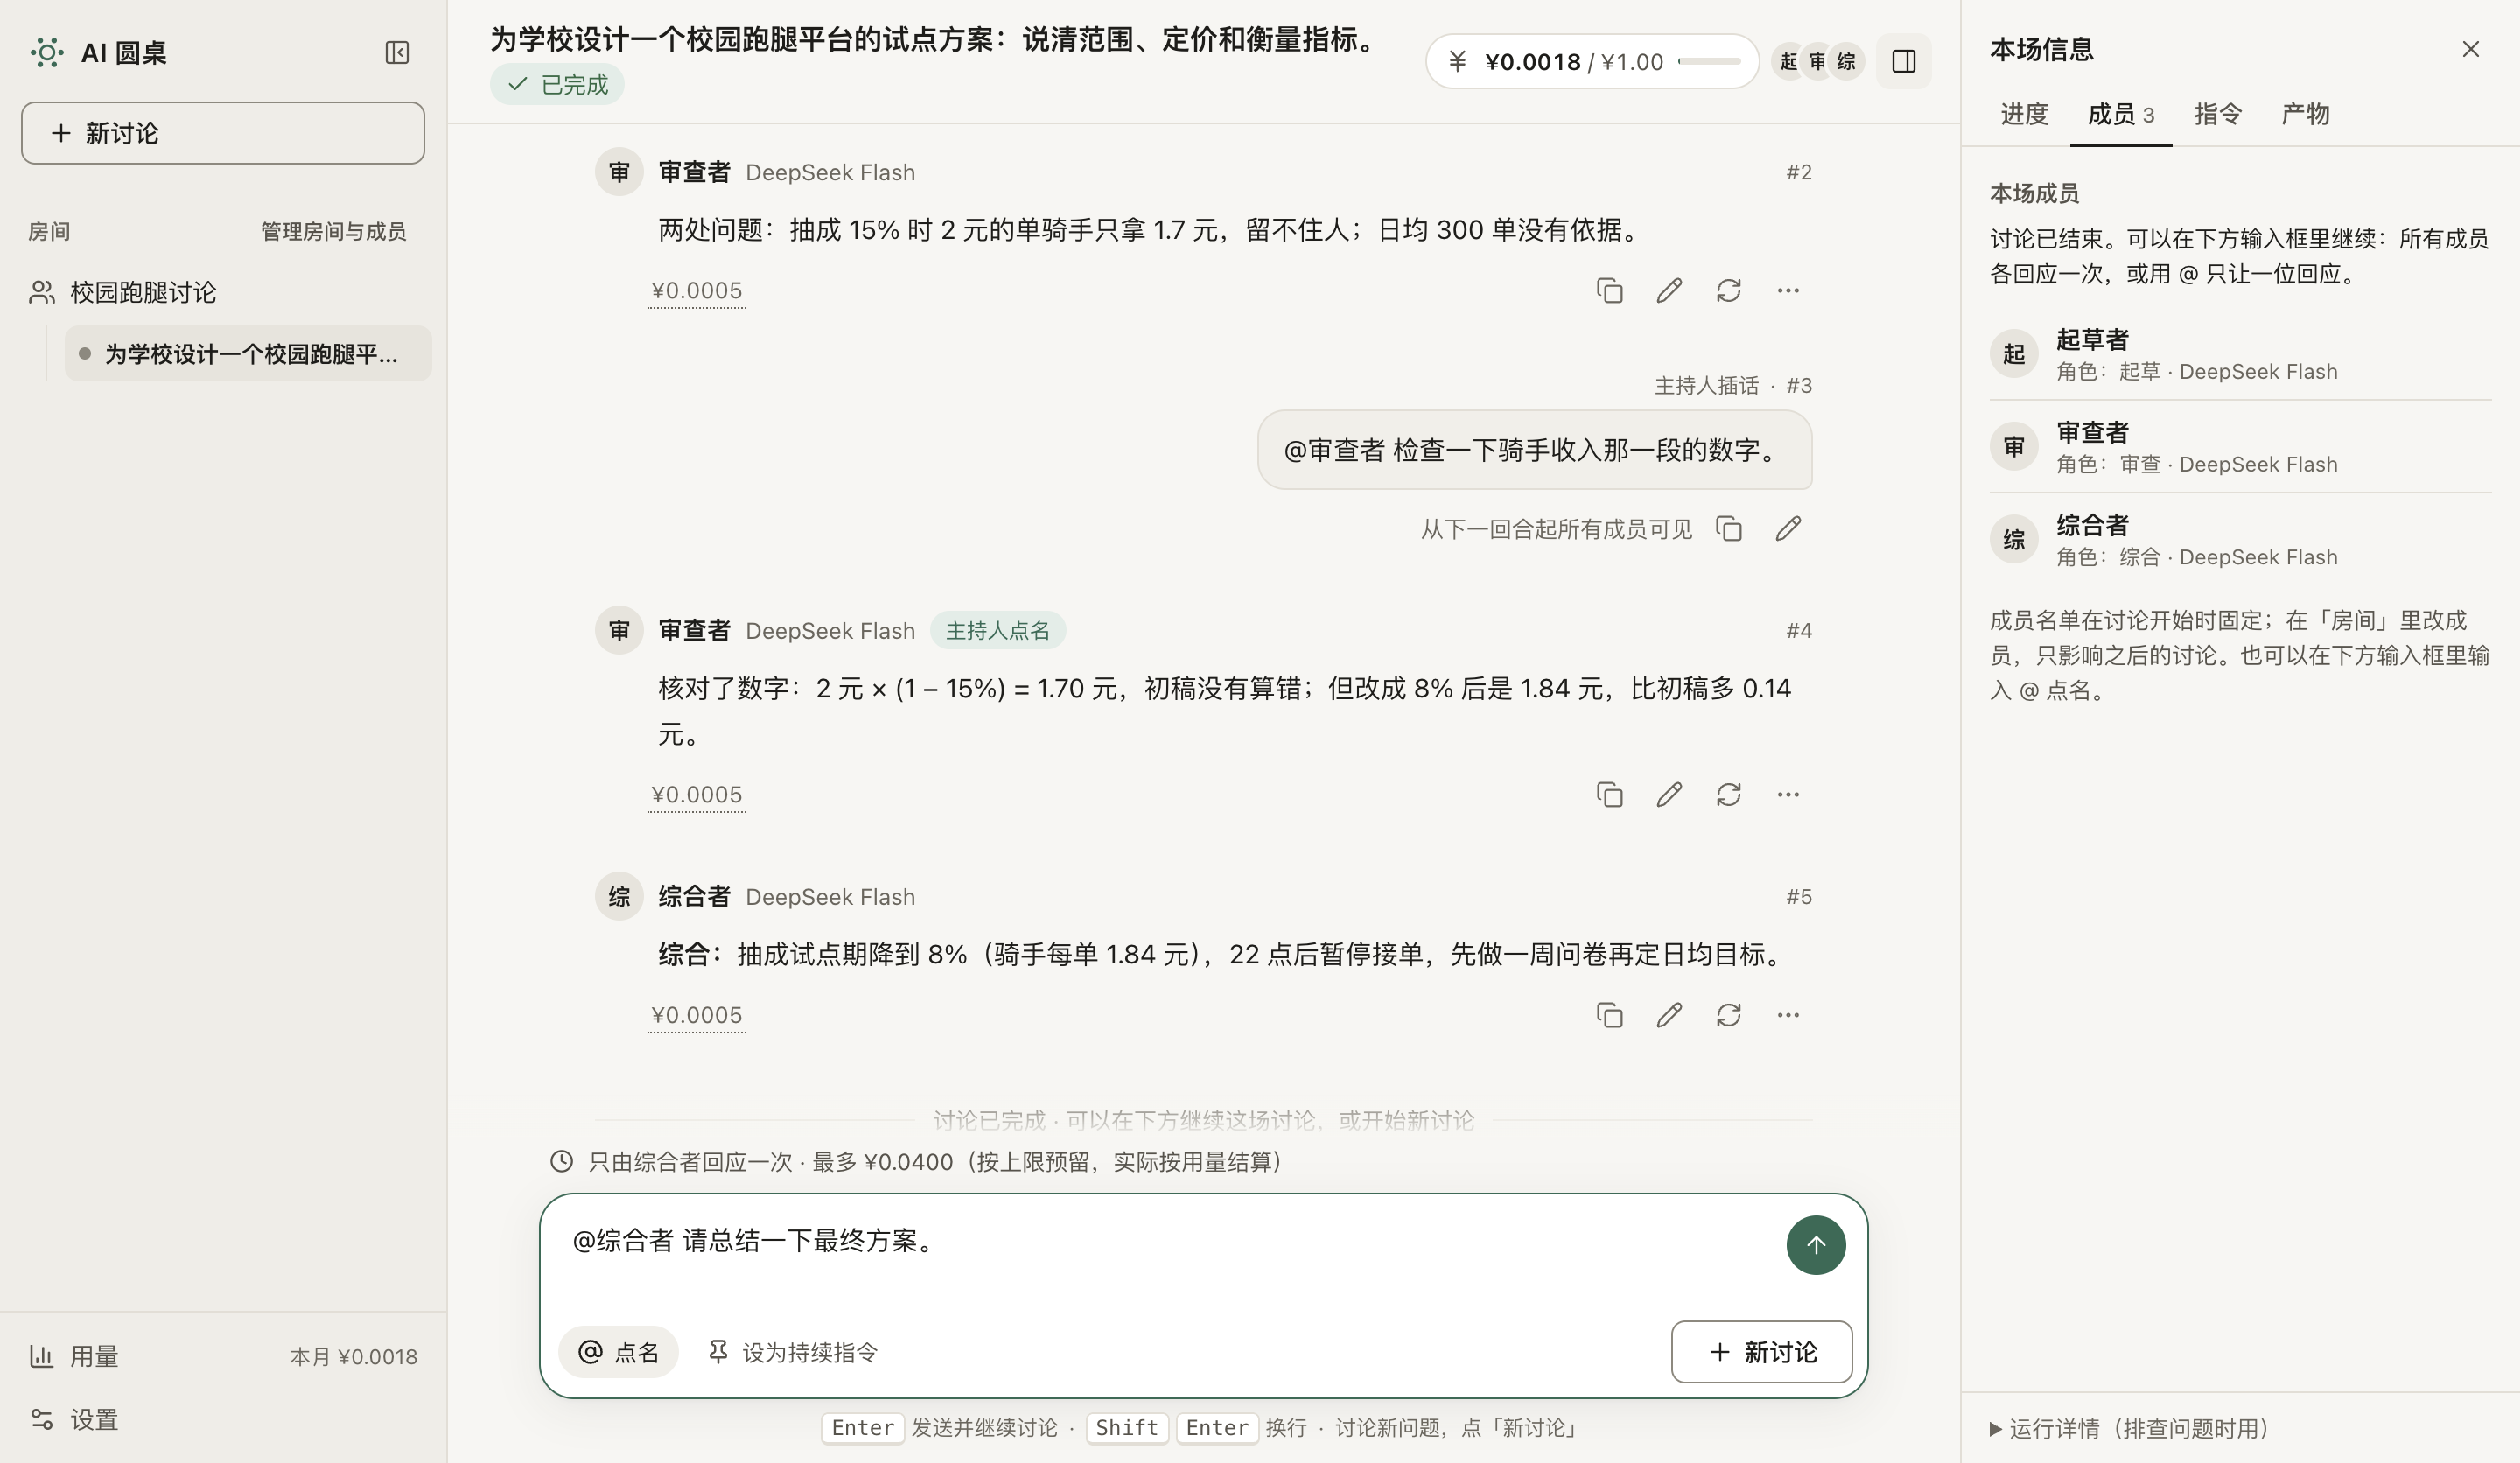 AI 圆桌
新讨论
房间
管理房间与成员
校园跑腿讨论
为学校设计一个校园跑腿平...
用量
本月 ¥0.0018
设置
为学校设计一个校园跑腿平台的试点方案：说清范围、定价和衡量指标。
已完成
¥0.0018 / ¥1.00
起 审 综
审 审查者 DeepSeek Flash #2
两处问题：抽成 15% 时 2 元的单骑手只拿 1.7 元，留不住人；日均 300 单没有依据。
¥0.0005
主持人插话 · #3
@审查者 检查一下骑手收入那一段的数字。
从下一回合起所有成员可见
审 审查者 DeepSeek Flash 主持人点名 #4
核对了数字：2 元 × (1 – 15%) = 1.70 元，初稿没有算错；但改成 8% 后是 1.84 元，比初稿多 0.14
元。
¥0.0005
综 综合者 DeepSeek Flash #5
综合：抽成试点期降到 8%（骑手每单 1.84 元），22 点后暂停接单，先做一周问卷再定日均目标。
¥0.0005
讨论已完成 · 可以在下方继续这场讨论，或开始新讨论
只由综合者回应一次 · 最多 ¥0.0400（按上限预留，实际按用量结算）
@综合者 请总结一下最终方案。
@ 点名
设为持续指令
新讨论
Enter 发送并继续讨论 · Shift Enter 换行 · 讨论新问题，点「新讨论」
本场信息
进度 成员 3 指令 产物
本场成员
讨论已结束。可以在下方输入框里继续：所有成员
各回应一次，或用 @ 只让一位回应。
起 起草者
角色：起草 · DeepSeek Flash
审 审查者
角色：审查 · DeepSeek Flash
综 综合者
角色：综合 · DeepSeek Flash
成员名单在讨论开始时固定；在「房间」里改成
员，只影响之后的讨论。也可以在下方输入框里输
入 @ 点名。
运行详情（排查问题时用）